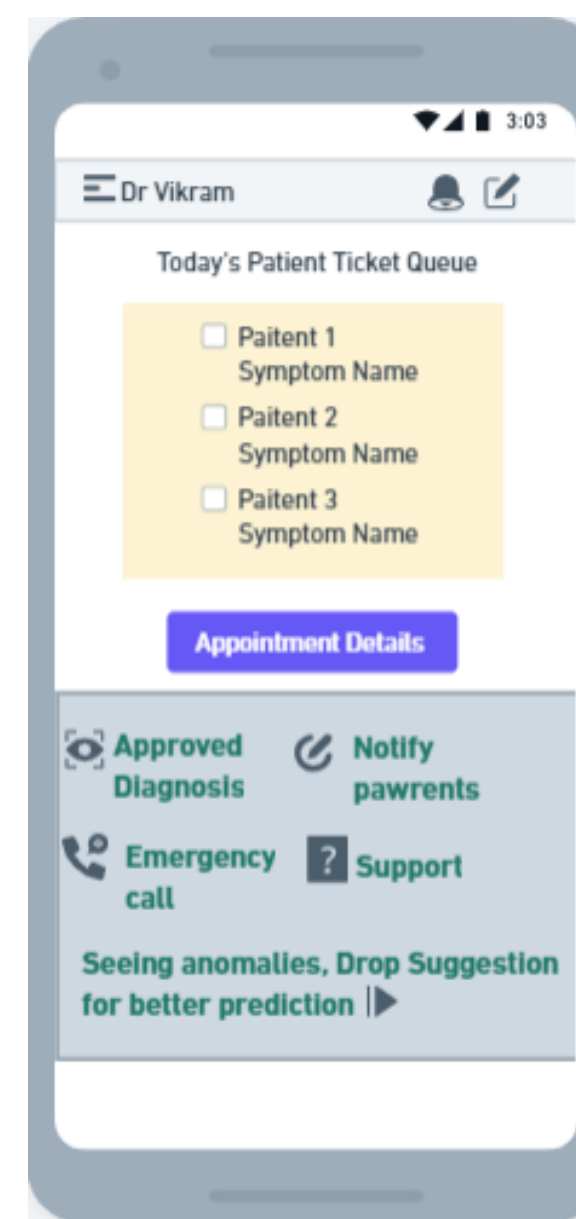 3:03
Dr Vikram
Today's Patient Ticket Queue
Paitent 1
Symptom Name
Paitent 2
Symptom Name
Paitent 3
Symptom Name
Appointment Details
Approved
Diagnosis
Notify
pawrents
Emergency
call
?
Support
Seeing anomalies, Drop Suggestion
for better prediction